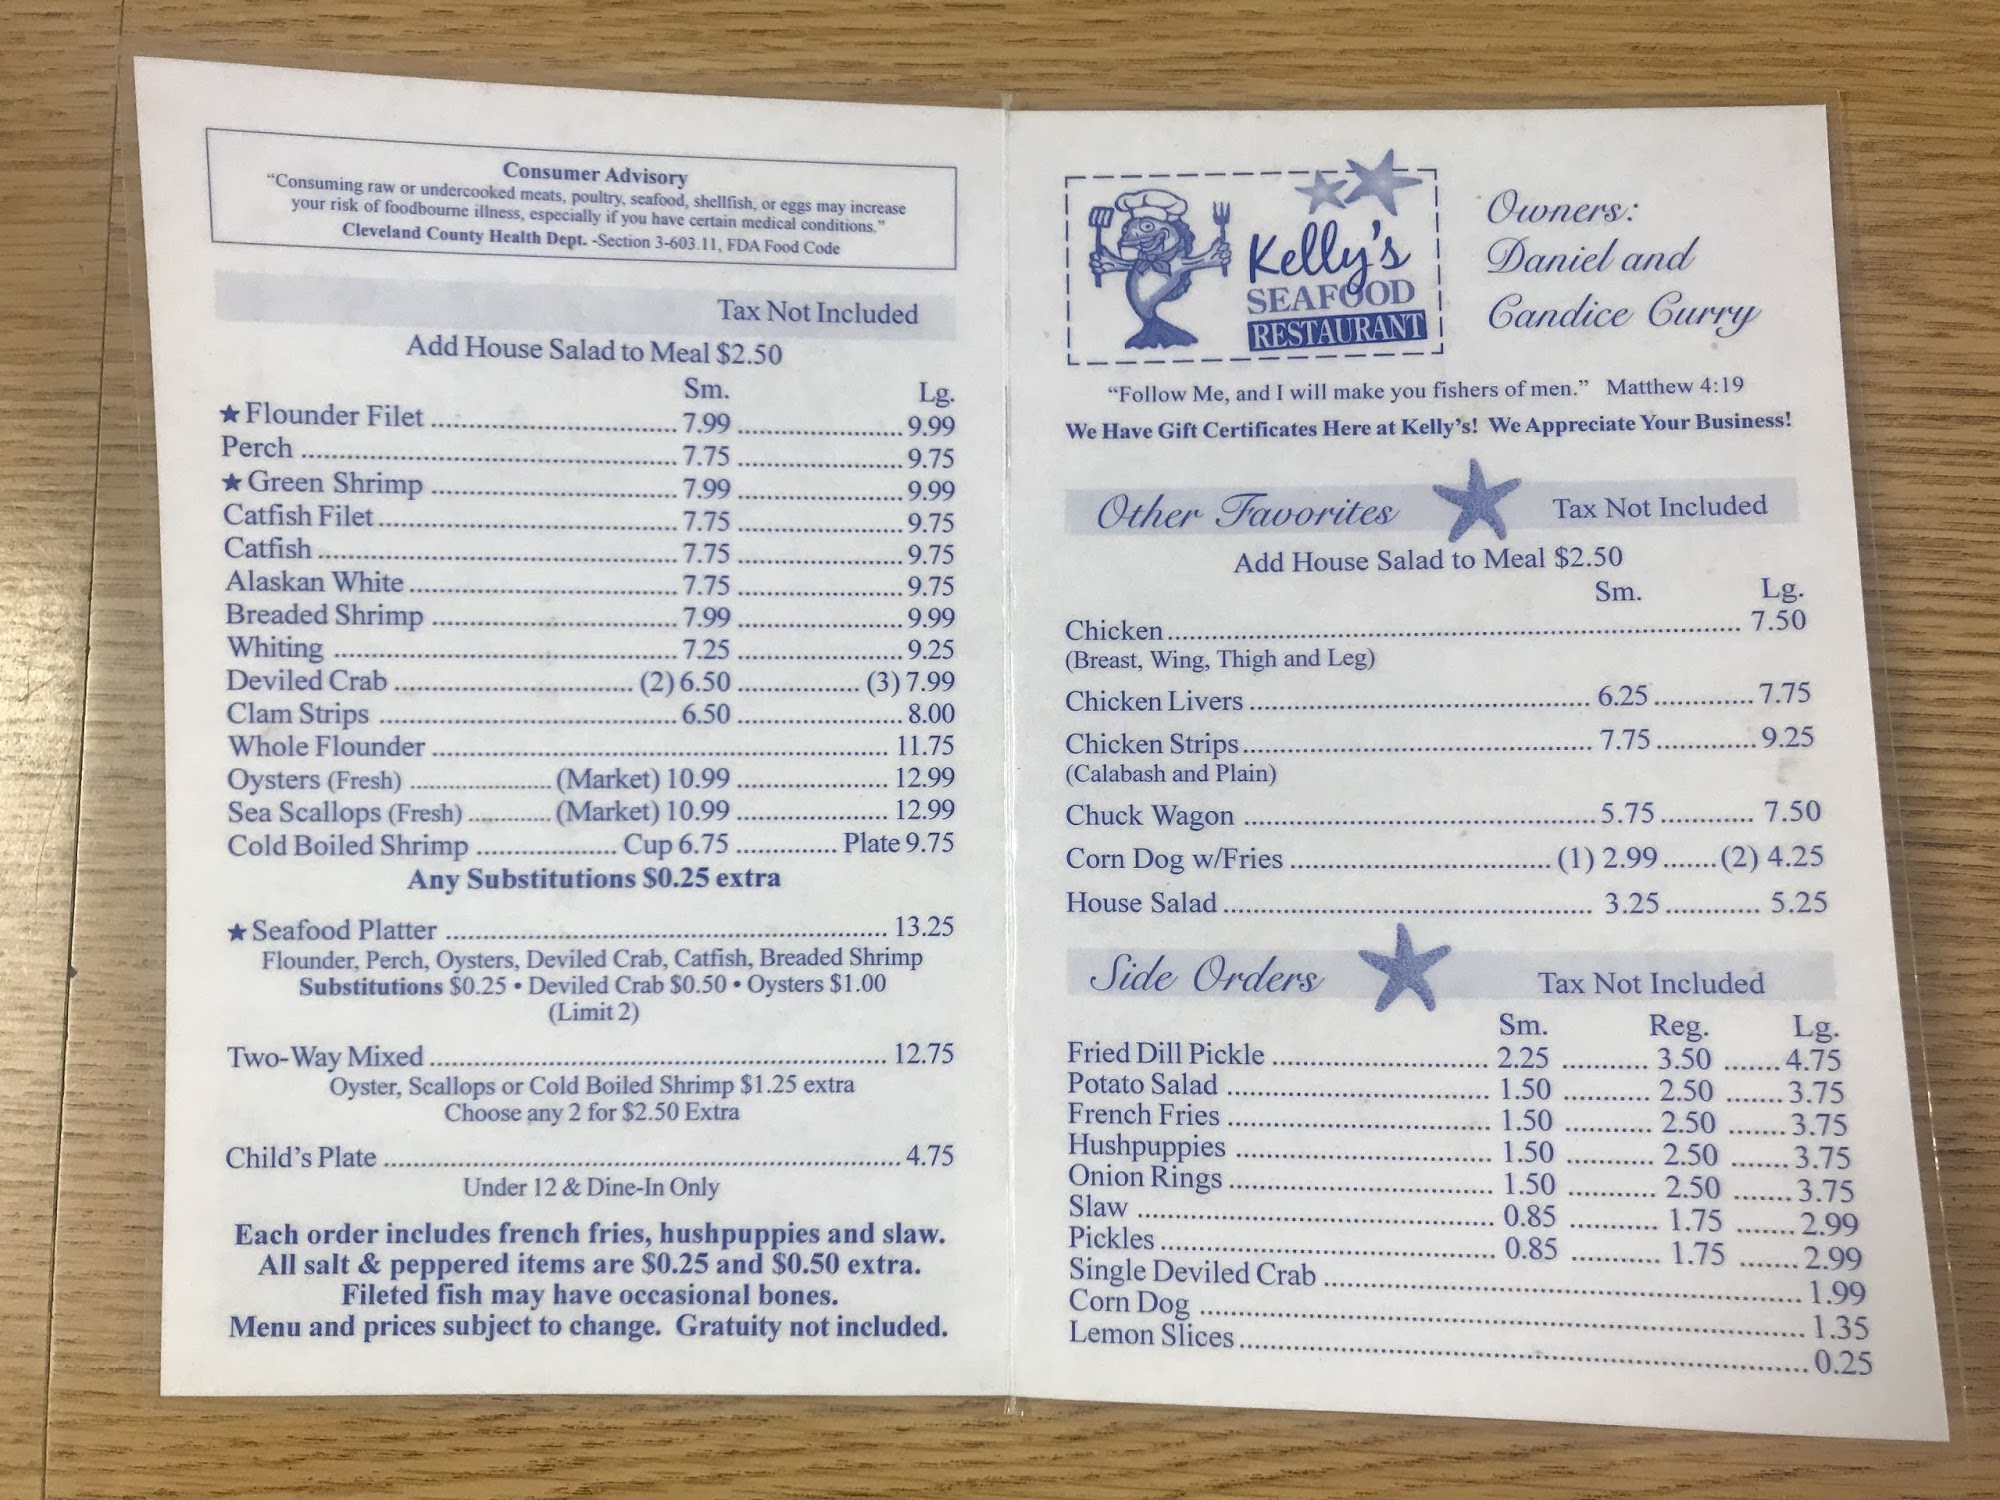 Consumer Advisory
"Consuming raw or undercooked meats, poultry, seafood, shellfish, or eggs may increase
your risk of foodbourne illness, especially if you have certain medical conditions."
Cleveland County Health Dept. -Section 3-603.11, FDA Food Code
Tax Not Included
Add House Salad to Meal $2.50
Sm. Lg.
★ Flounder Filet 7.99 9.99
Perch 7.75 9.75
★ Green Shrimp 7.99 9.99
Catfish Filet 7.75 9.75
Catfish 7.75 9.75
Alaskan White 7.75 9.75
Breaded Shrimp 7.99 9.99
Whiting 7.25 9.25
Deviled Crab (2) 6.50 (3) 7.99
Clam Strips 6.50 8.00
Whole Flounder 11.75
Oysters (Fresh) (Market) 10.99 12.99
Sea Scallops (Fresh) (Market) 10.99 12.99
Cold Boiled Shrimp Cup 6.75 Plate 9.75
Any Substitutions $0.25 extra
★ Seafood Platter 13.25
Flounder, Perch, Oysters, Deviled Crab, Catfish, Breaded Shrimp
Substitutions $0.25 • Deviled Crab $0.50 • Oysters $1.00
(Limit 2)
Two-Way Mixed 12.75
Oyster, Scallops or Cold Boiled Shrimp $1.25 extra
Choose any 2 for $2.50 Extra
Child's Plate 4.75
Under 12 & Dine-In Only
Each order includes french fries, hushpuppies and slaw.
All salt & peppered items are $0.25 and $0.50 extra.
Fileted fish may have occasional bones.
Menu and prices subject to change. Gratuity not included.
Kelly's
SEAFOOD
RESTAURANT
Owners:
Daniel and
Candice Curry
"Follow Me, and I will make you fishers of men." Matthew 4:19
We Have Gift Certificates Here at Kelly's! We Appreciate Your Business!
Other Favorites Tax Not Included
Add House Salad to Meal $2.50
Sm. Lg.
Chicken 7.50
(Breast, Wing, Thigh and Leg)
Chicken Livers 6.25 7.75
Chicken Strips 7.75 9.25
(Calabash and Plain)
Chuck Wagon 5.75 7.50
Corn Dog w/Fries (1) 2.99 (2) 4.25
House Salad 3.25 5.25
Side Orders Tax Not Included
Sm. Reg. Lg.
Fried Dill Pickle 2.25 3.50 4.75
Potato Salad 1.50 2.50 3.75
French Fries 1.50 2.50 3.75
Hushpuppies 1.50 2.50 3.75
Onion Rings 1.50 2.50 3.75
Slaw 0.85 1.75 2.99
Pickles 0.85 1.75 2.99
Single Deviled Crab 1.99
Corn Dog 1.35
Lemon Slices 0.25